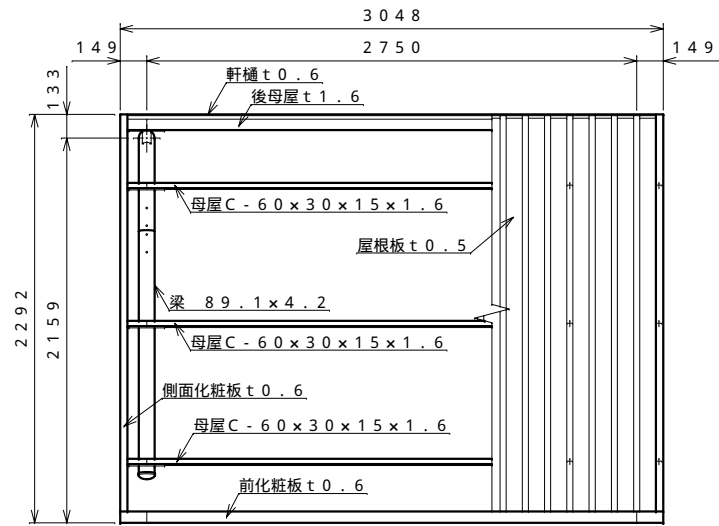 ３０４８
１４９
２７５０
１４９
１３３
軒樋ｔ０．６
後母屋ｔ１．６
母屋Ｃ-６０×３０×１５×１．６
屋根板ｔ０．５
２２９２
２１５９
梁　８９.１×４.２
母屋Ｃ-６０×３０×１５×１．６
側面化粧板ｔ０．６
母屋Ｃ-６０×３０×１５×１．６
前化粧板ｔ０．６